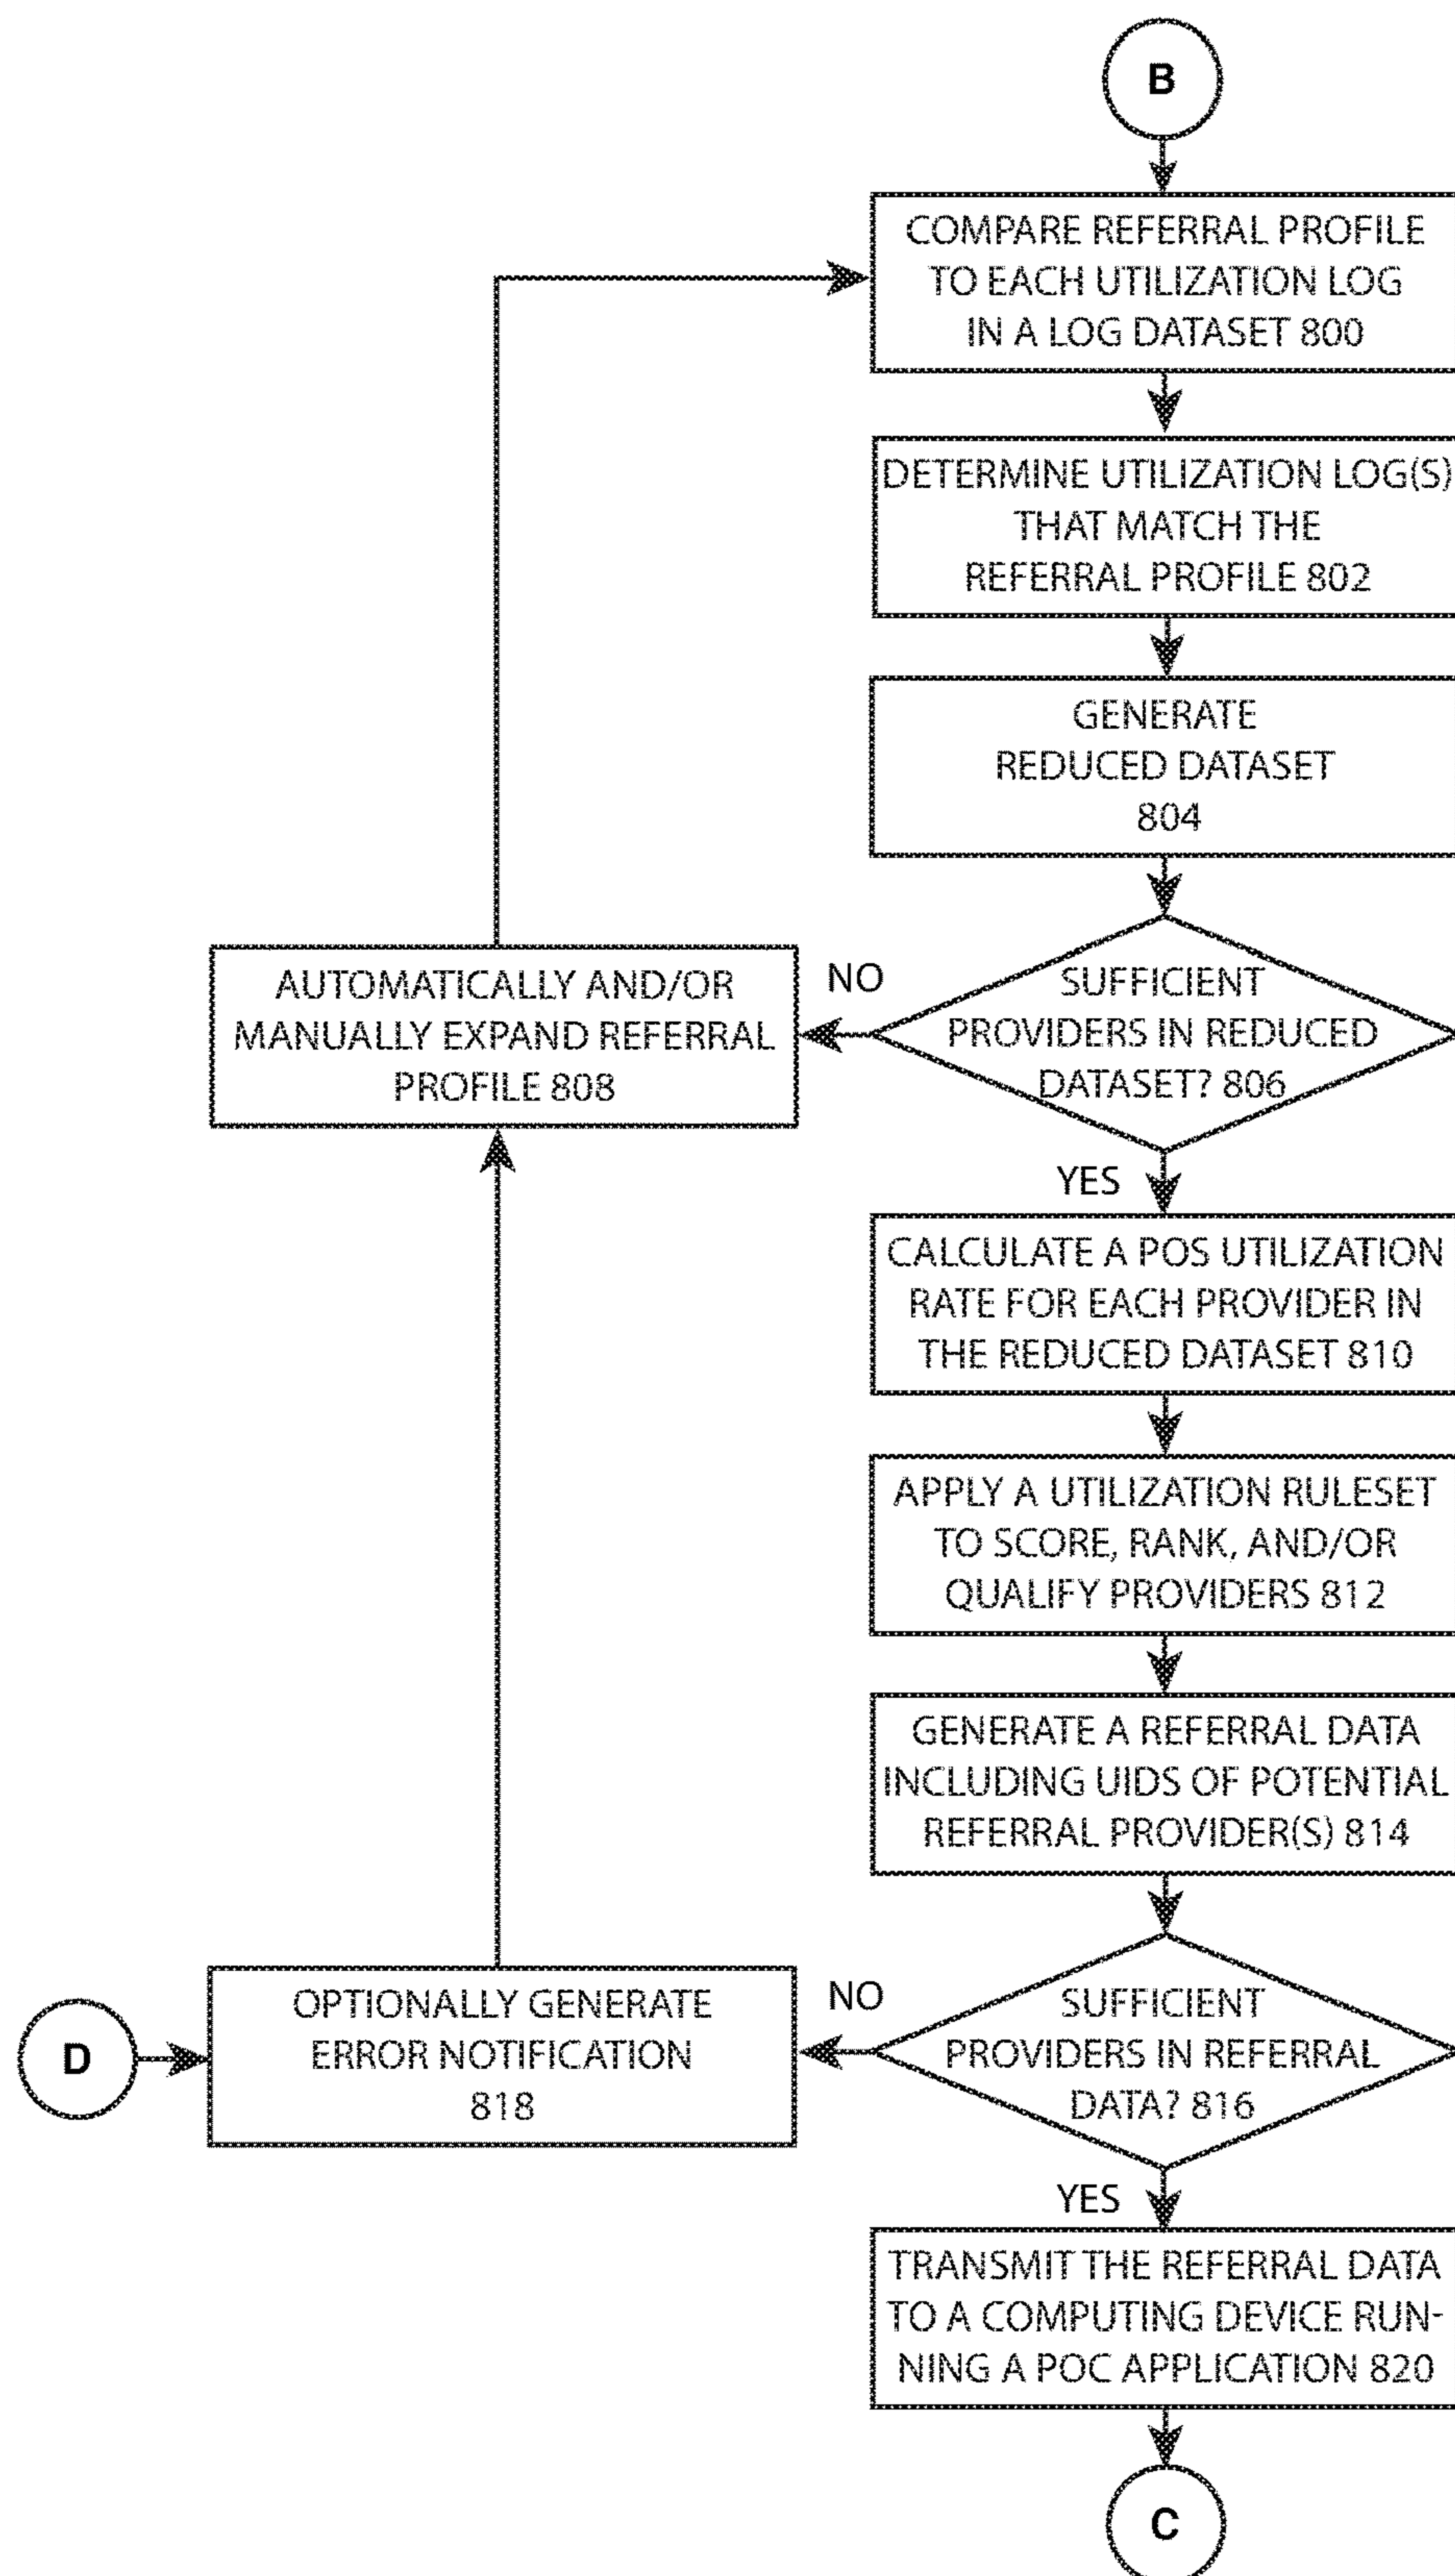 B
COMPARE REFERRAL PROFILE
TO EACH UTILIZATION LOG
IN A LOG DATASET 800
DETERMINE UTILIZATION LOG(S)
THAT MATCH THE
REFERRAL PROFILE 802
GENERATE
REDUCED DATASET
804
SUFFICIENT
PROVIDERS IN REDUCED
DATASET? 806
NO
AUTOMATICALLY AND/OR
MANUALLY EXPAND REFERRAL
PROFILE 808
YES
CALCULATE A POS UTILIZATION
RATE FOR EACH PROVIDER IN
THE REDUCED DATASET 810
APPLY A UTILIZATION RULESET
TO SCORE, RANK, AND/OR
QUALIFY PROVIDERS 812
GENERATE A REFERRAL DATA
INCLUDING UIDS OF POTENTIAL
REFERRAL PROVIDER(S) 814
SUFFICIENT
PROVIDERS IN REFERRAL
DATA? 816
NO
OPTIONALLY GENERATE
ERROR NOTIFICATION
818
D
YES
TRANSMIT THE REFERRAL DATA
TO A COMPUTING DEVICE RUN-
NING A POC APPLICATION 820
C